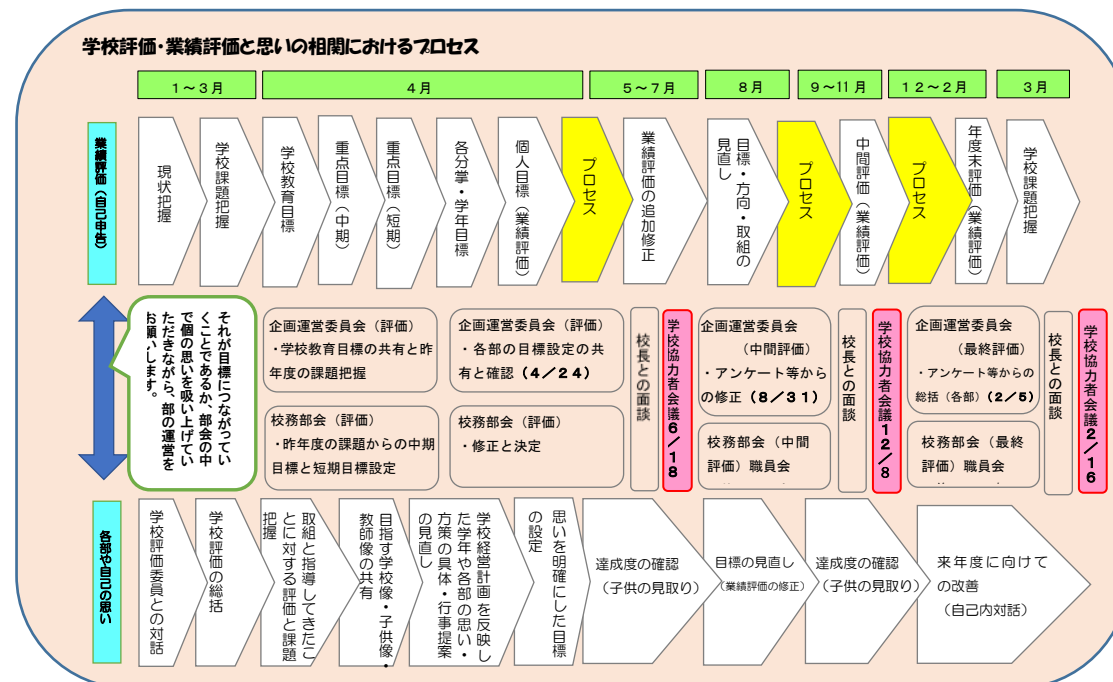 学校評価・業績評価と思いの相関におけるプロセス
1～3月
4月
5～7月
8月
9～11月
12～2月
3月
業績評価（自己申告）
現状把握
学校課題把握
学校教育目標
重点目標（中期）
重点目標（短期）
各分掌・学年目標
個人目標（業績評価）
プロセス
業績評価の追加修正
目標・方向・取組の
見直し
プロセス
中間評価（業績評価）
プロセス
年度末評価（業績評価）
学校課題把握
それが目標につながってい
くことであるか、部会の中
で個の思いを吸い上げてい
ただきながら、部の運営を
お願いします。
企画運営委員会（評価）
・学校教育目標の共有と昨
年度の課題把握
企画運営委員会（評価）
・各部の目標設定の共
有と確認（4／24）
校務部会（評価）
・昨年度の課題からの中期
目標と短期目標設定
校務部会（評価）
・修正と決定
校長との面談
学校協力者会議6／18
企画運営委員会
（中間評価）
・アンケート等から
の修正（8／31）
校務部会（中間
評価）職員会
校長との面談
学校協力者会議12／8
企画運営委員会
（最終評価）
・アンケート等からの
総括（各部）（2／5）
校務部会（最終
評価）職員会
校長との面談
学校協力者会議2／16
各部や自己の思い
学校評価委員との対話
学校評価の総括
取組と指導してきたこ
とに対する評価と課題
把握
目指す学校像・子供像・
教師像の共有
学校経営計画を反映し
た学年や各部の思い・
方策の具体・行事提案
の見直し
思いを明確にした目標
の設定
達成度の確認
（子供の見取り）
目標の見直し
（業績評価の修正）
達成度の確認
（子供の見取り）
来年度に向けて
の改善
（自己内対話）